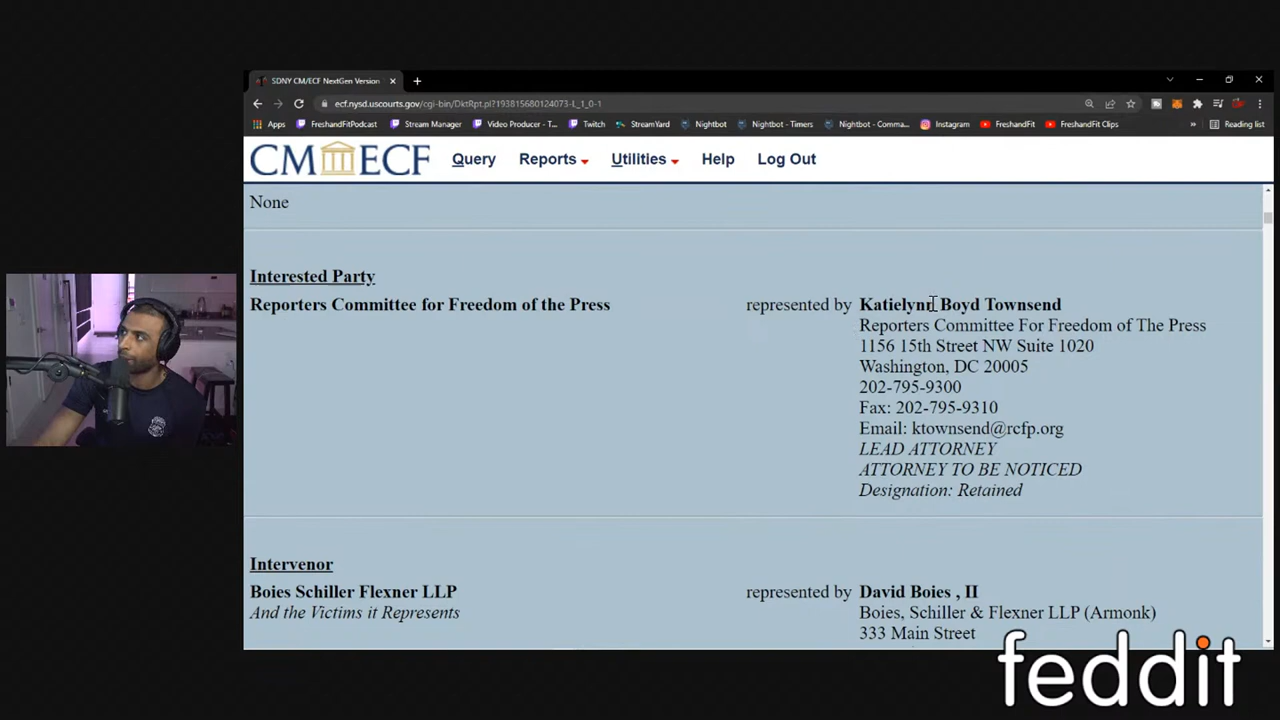 SDNY CM/ECF NextGen Version
ecf.nysd.uscourts.gov/cgi-bin/DktRpt.pl?193815680124073-L_1_0-1
Apps FreshandFitPodcast Stream Manager Video Producer - T... Twitch StreamYard Nightbot Nightbot - Timers Nightbot - Comma... Instagram FreshandFit FreshandFit Clips » Reading list
CM ECF Query Reports Utilities Help Log Out
None
Interested Party
Reporters Committee for Freedom of the Press represented by Katielynn Boyd Townsend
Reporters Committee For Freedom of The Press
1156 15th Street NW Suite 1020
Washington, DC 20005
202-795-9300
Fax: 202-795-9310
Email: ktownsend@rcfp.org
LEAD ATTORNEY
ATTORNEY TO BE NOTICED
Designation: Retained
Intervenor
Boies Schiller Flexner LLP represented by David Boies , II
And the Victims it Represents Boies, Schiller & Flexner LLP (Armonk)
333 Main Street
feddit